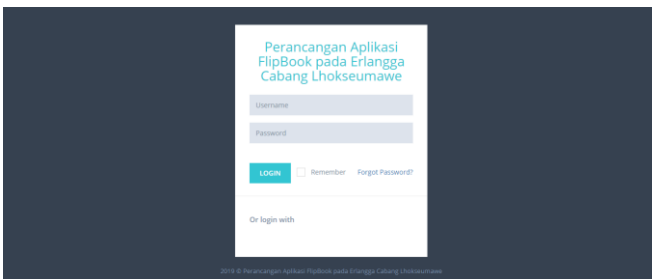 Perancangan Aplikasi
FlipBook pada Erlangga
Cabang Lhokseumawe
Username
Password
LOGIN Remember Forgot Password?
Or login with
2019 © Perancangan Aplikasi Flipbook pada Erlangga Cabang Lhokseumawe